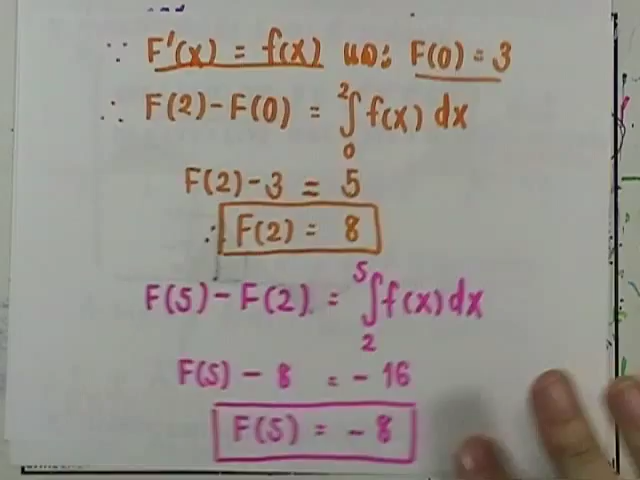 ∵ F'(x) = f(x) และ F(0) = 3
∴ F(2) - F(0) = ∫₀² f(x) dx
F(2) - 3 = 5
∴ F(2) = 8
F(5) - F(2) = ∫₂⁵ f(x) dx
F(5) - 8 = - 16
F(5) = - 8